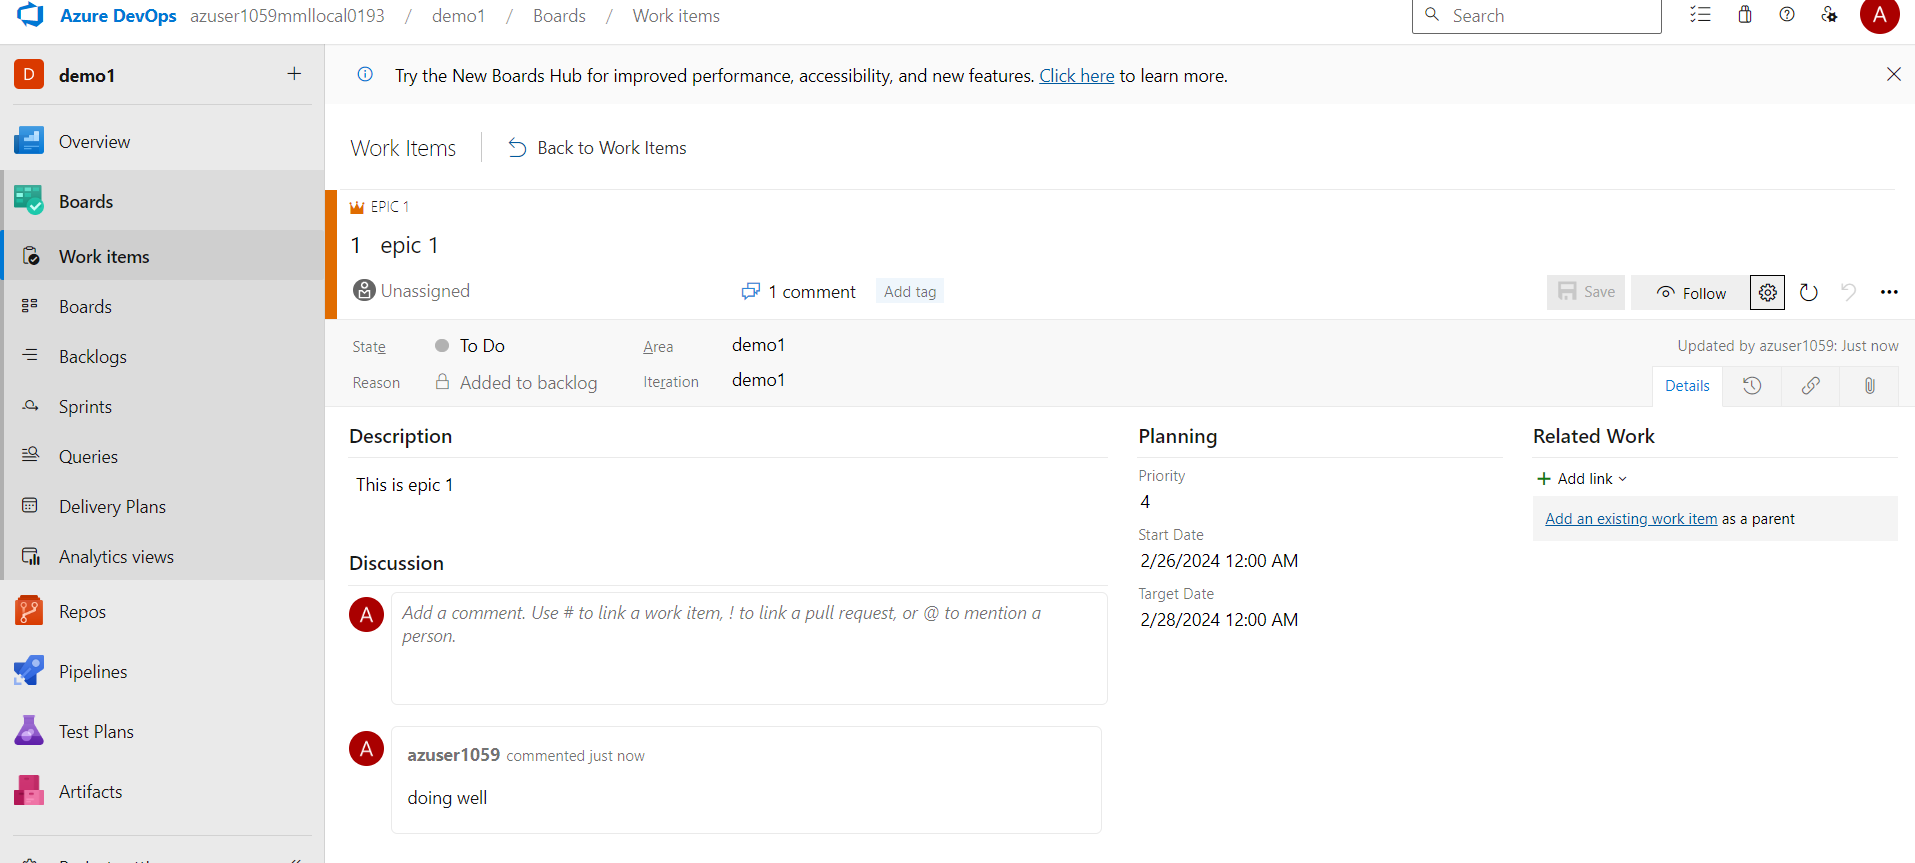 Azure DevOps azuser1059mmllocal0193 / demo1 / Boards / Work items
Search
A
D demo1
Try the New Boards Hub for improved performance, accessibility, and new features. Click here to learn more.
Overview
Boards
Work items
Boards
Backlogs
Sprints
Queries
Delivery Plans
Analytics views
Repos
Pipelines
Test Plans
Artifacts
Work Items
Back to Work Items
EPIC 1
1 epic 1
Unassigned
1 comment
Add tag
Save
Follow
State To Do
Area demo1
Updated by azuser1059: Just now
Reason Added to backlog
Iteration demo1
Details
Description
This is epic 1
Discussion
A
Add a comment. Use # to link a work item, ! to link a pull request, or @ to mention a
person.
A
azuser1059 commented just now
doing well
Planning
Priority
4
Start Date
2/26/2024 12:00 AM
Target Date
2/28/2024 12:00 AM
Related Work
Add link
Add an existing work item as a parent